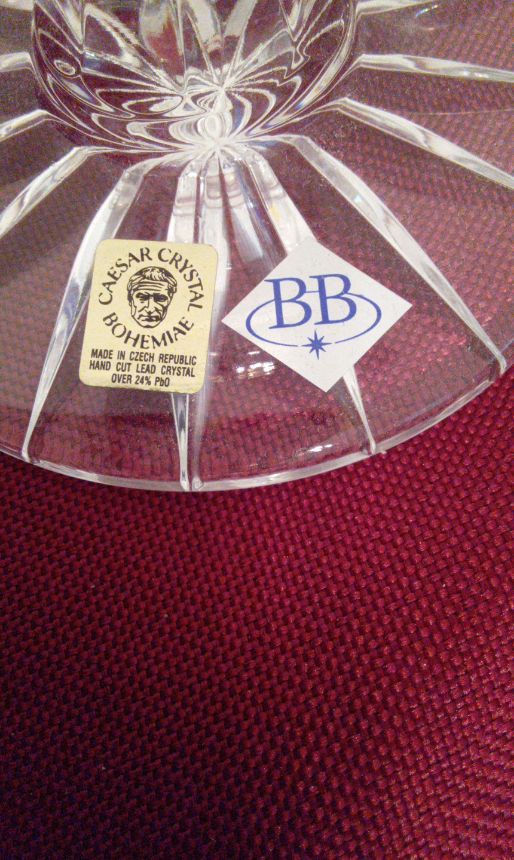 CAESAR CRYSTAL
BOHEMIAE
MADE IN CZECH REPUBLIC
HAND CUT LEAD CRYSTAL
OVER 24% PbO
BB